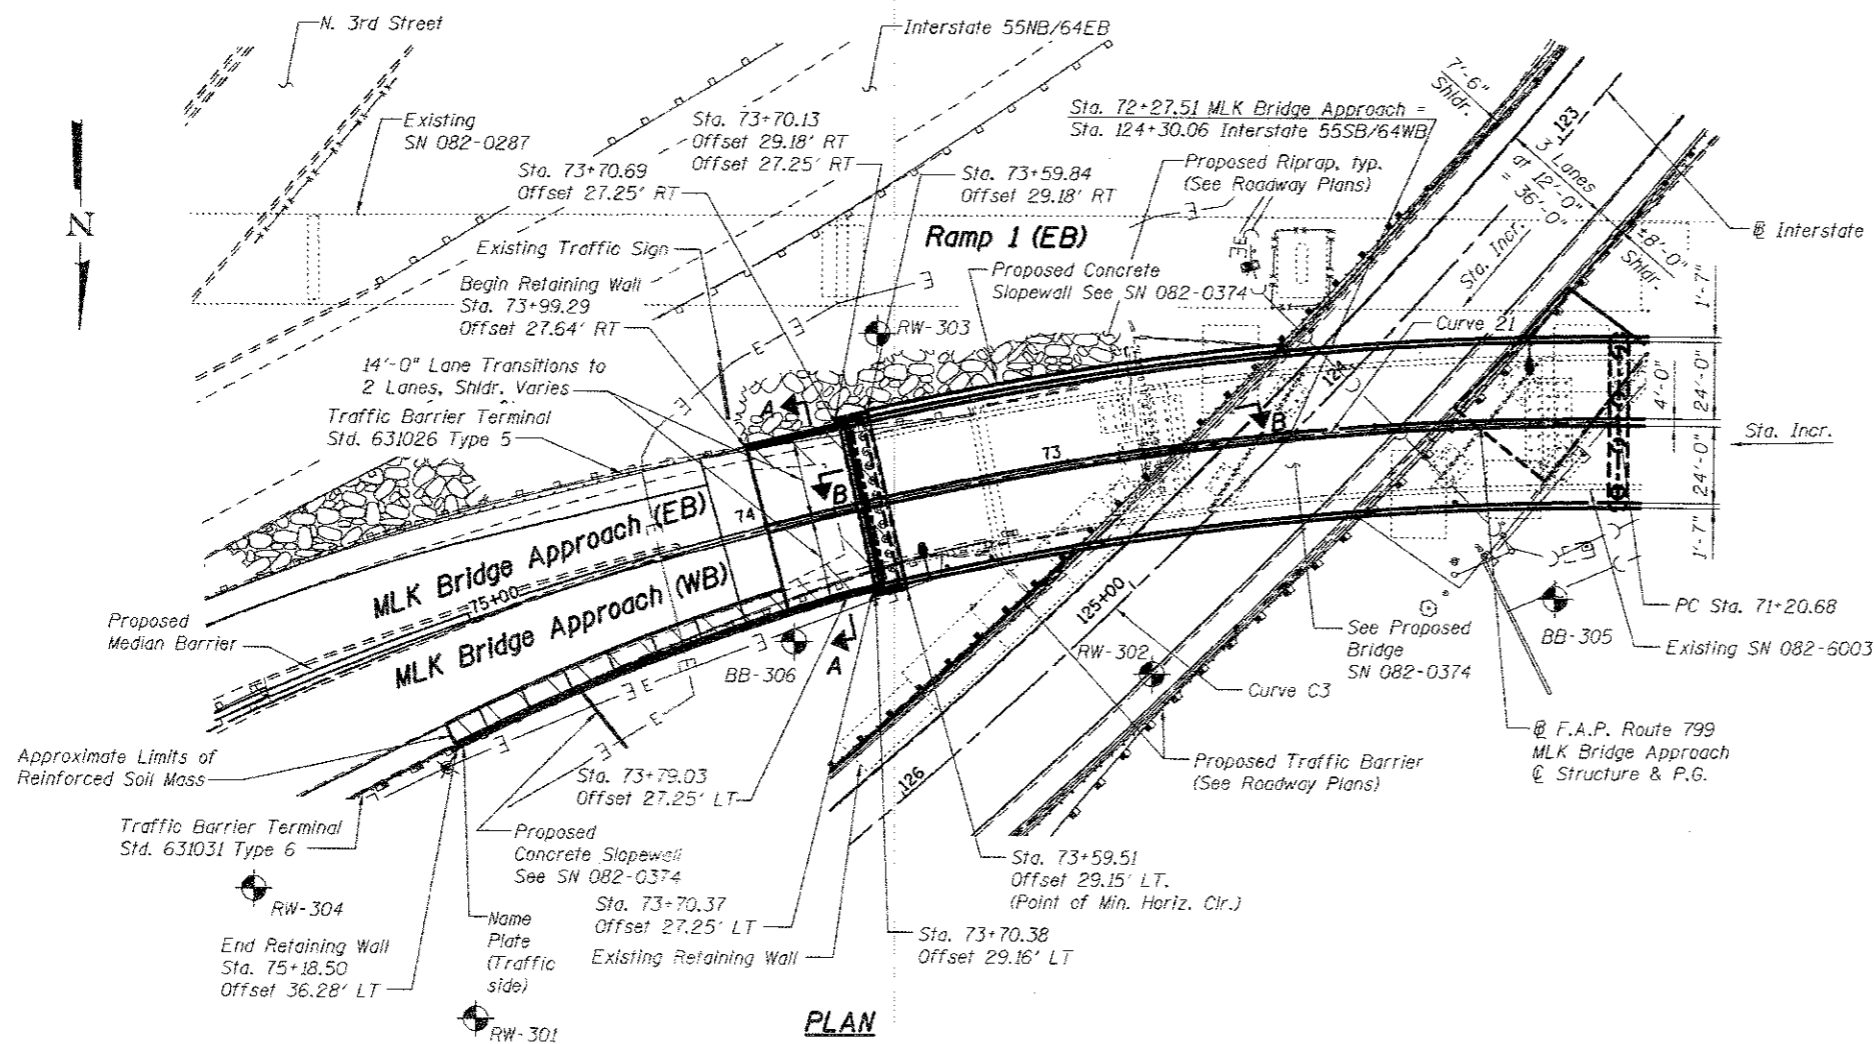 N. 3rd Street
Interstate 55NB/64EB
N
Existing
SN 082-0287
Sta. 73+70.13
Offset 29.18' RT
Offset 27.25' RT
Sta. 73+70.69
Offset 27.25' RT
Sta. 73+59.84
Offset 29.18' RT
Sta. 72+27.51 MLK Bridge Approach =
Sta. 124+30.06 Interstate 55SB/64WB
Proposed Riprap, typ.
(See Roadway Plans)
7'-6"
Shldr.
123
3 Lanes
at 12'-0"
= 36'-0"
Sta. Incr.
±8'-0"
Shldr.
℄ Interstate
Existing Traffic Sign
Ramp 1 (EB)
Proposed Concrete
Slopewall See SN 082-0374
Begin Retaining Wall
Sta. 73+99.29
Offset 27.64' RT
RW-303
Curve 21
1'-7"
24'-0"
4'-0"
24'-0"
1'-7"
14'-0" Lane Transitions to
2 Lanes, Shldr. Varies
Traffic Barrier Terminal
Std. 631026 Type 5
A
B
B
A
124
73
74
Sta. Incr.
MLK Bridge Approach (EB)
75+00
MLK Bridge Approach (WB)
Proposed
Median Barrier
BB-306
125+00
RW-302
See Proposed
Bridge
SN 082-0374
BB-305
PC Sta. 71+20.68
Existing SN 082-6003
Curve C3
℄ F.A.P. Route 799
MLK Bridge Approach
℄ Structure & P.G.
Approximate Limits of
Reinforced Soil Mass
Sta. 73+79.03
Offset 27.25' LT
126
Proposed Traffic Barrier
(See Roadway Plans)
Traffic Barrier Terminal
Std. 631031 Type 6
Proposed
Concrete Slopewall
See SN 082-0374
Sta. 73+59.51
Offset 29.15' LT.
(Point of Min. Horiz. Clr.)
RW-304
Name
Plate
(Traffic
side)
Sta. 73+70.37
Offset 27.25' LT
Existing Retaining Wall
Sta. 73+70.38
Offset 29.16' LT
End Retaining Wall
Sta. 75+18.50
Offset 36.28' LT
RW-301
PLAN